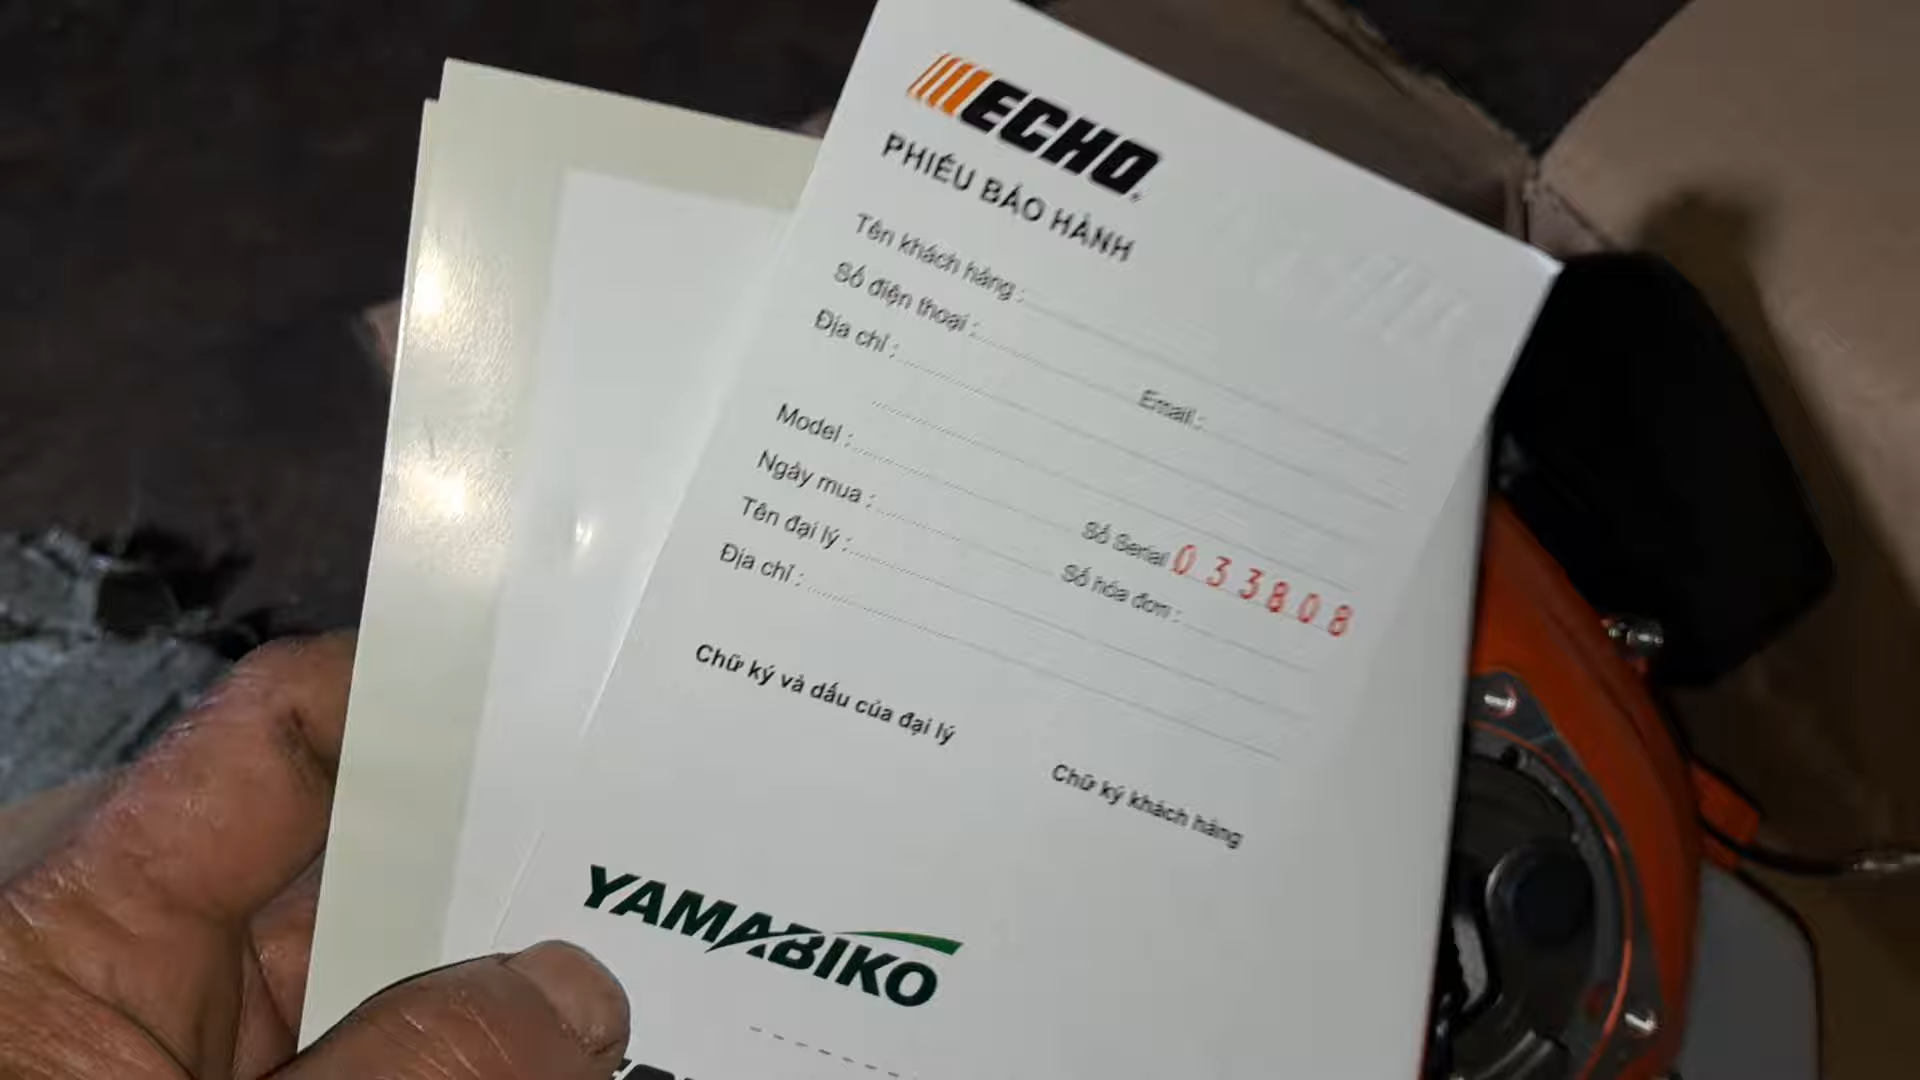 ECHO
PHIẾU BẢO HÀNH
Tên khách hàng :
Số điện thoại :
Email :
Địa chỉ :
Model :
Số Serial 033808
Ngày mua :
Số hóa đơn :
Tên đại lý :
Địa chỉ :
Chữ ký và dấu của đại lý
Chữ ký khách hàng
YAMABIKO